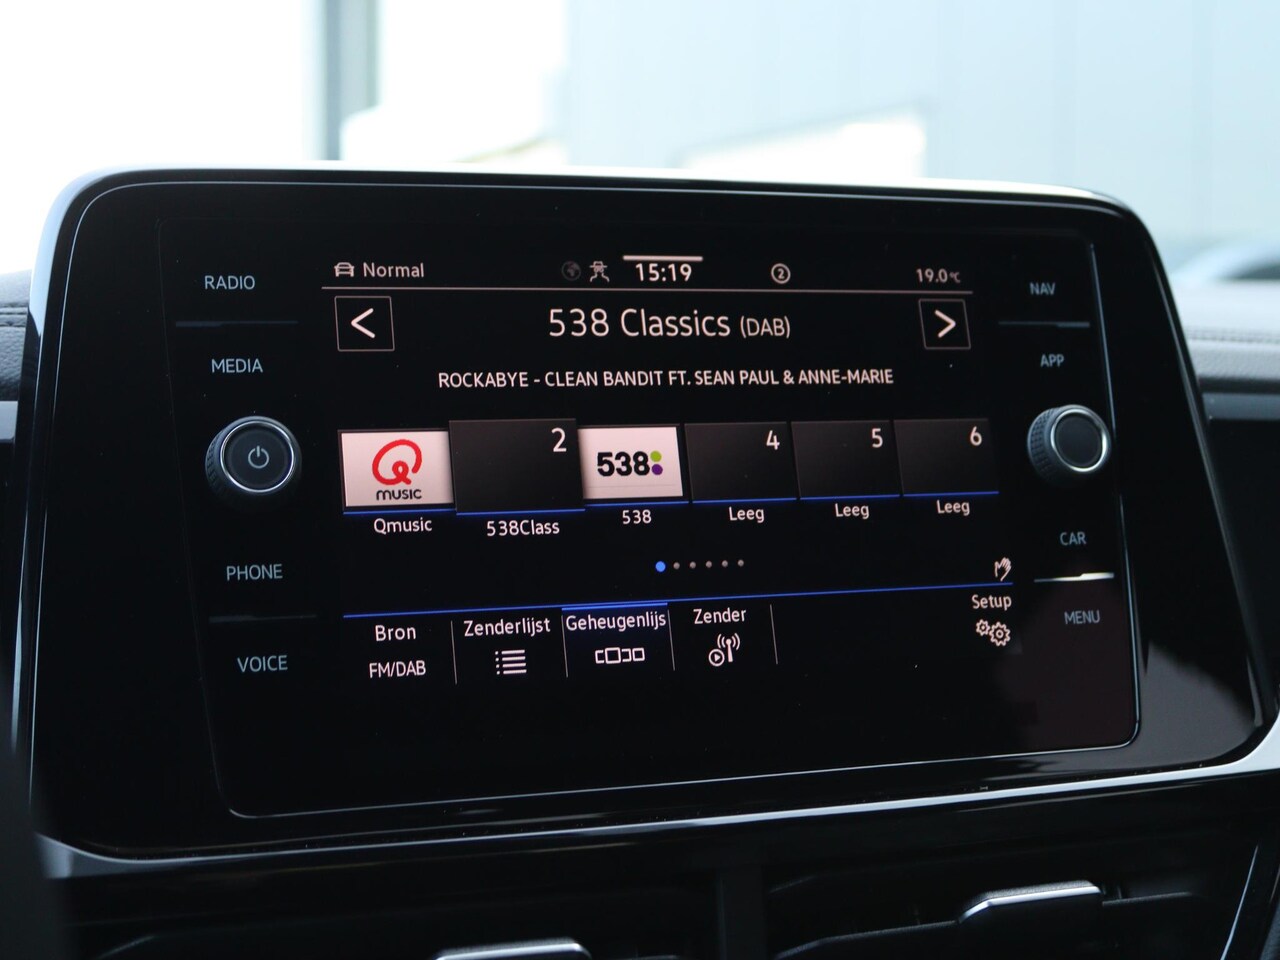 RADIO
MEDIA
PHONE
VOICE
Normal
15:19
2
19.0°C
538 Classics (DAB)
ROCKABYE - CLEAN BANDIT FT. SEAN PAUL & ANNE-MARIE
Q
MUSIC
2
538
4
5
6
Qmusic
538Class
538
Leeg
Leeg
Leeg
Bron
FM/DAB
Zenderlijst
Geheugenlijs
Zender
Setup
NAV
APP
CAR
MENU